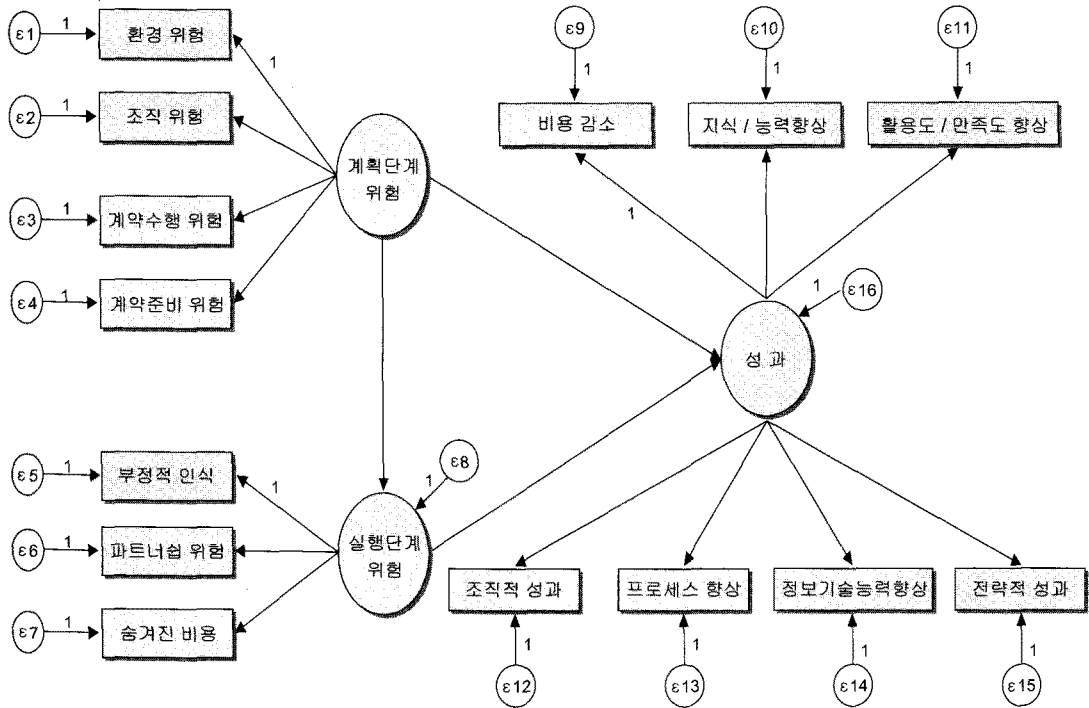 ε1 1 환경 위험
1
ε2 1 조직 위험
ε3 1 계약수행 위험
ε4 1 계약준비 위험
계획단계
위험
ε9
1
비용 감소
ε10
1
지식 / 능력향상
ε11
1
활용도 / 만족도 향상
1
1 ε16
성 과
ε5 1 부정적 인식
1
ε6 1 파트너쉽 위험
ε7 1 숨겨진 비용
1 ε8
실행단계
위험
조직적 성과
1
ε12
프로세스 향상
1
ε13
정보기술능력향상
1
ε14
전략적 성과
1
ε15